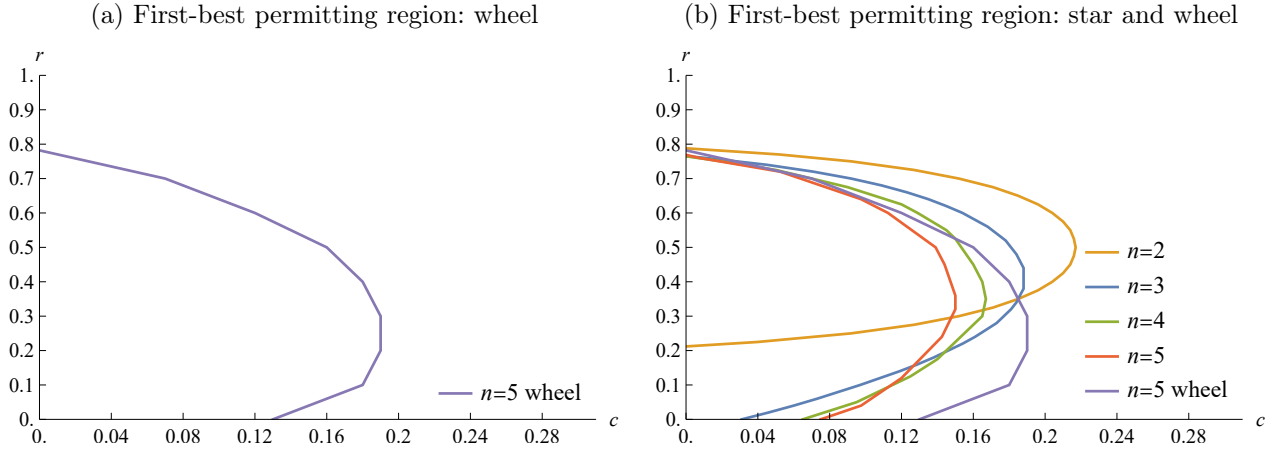 (a) First-best permitting region: wheel
r
1.
0.9
0.8
0.7
0.6
0.5
0.4
0.3
0.2
0.1
0.
0. 0.04 0.08 0.12 0.16 0.2 0.24 0.28
c
n=5 wheel
(b) First-best permitting region: star and wheel
r
1.
0.9
0.8
0.7
0.6
0.5
0.4
0.3
0.2
0.1
0.
0. 0.04 0.08 0.12 0.16 0.2 0.24 0.28
c
n=2
n=3
n=4
n=5
n=5 wheel